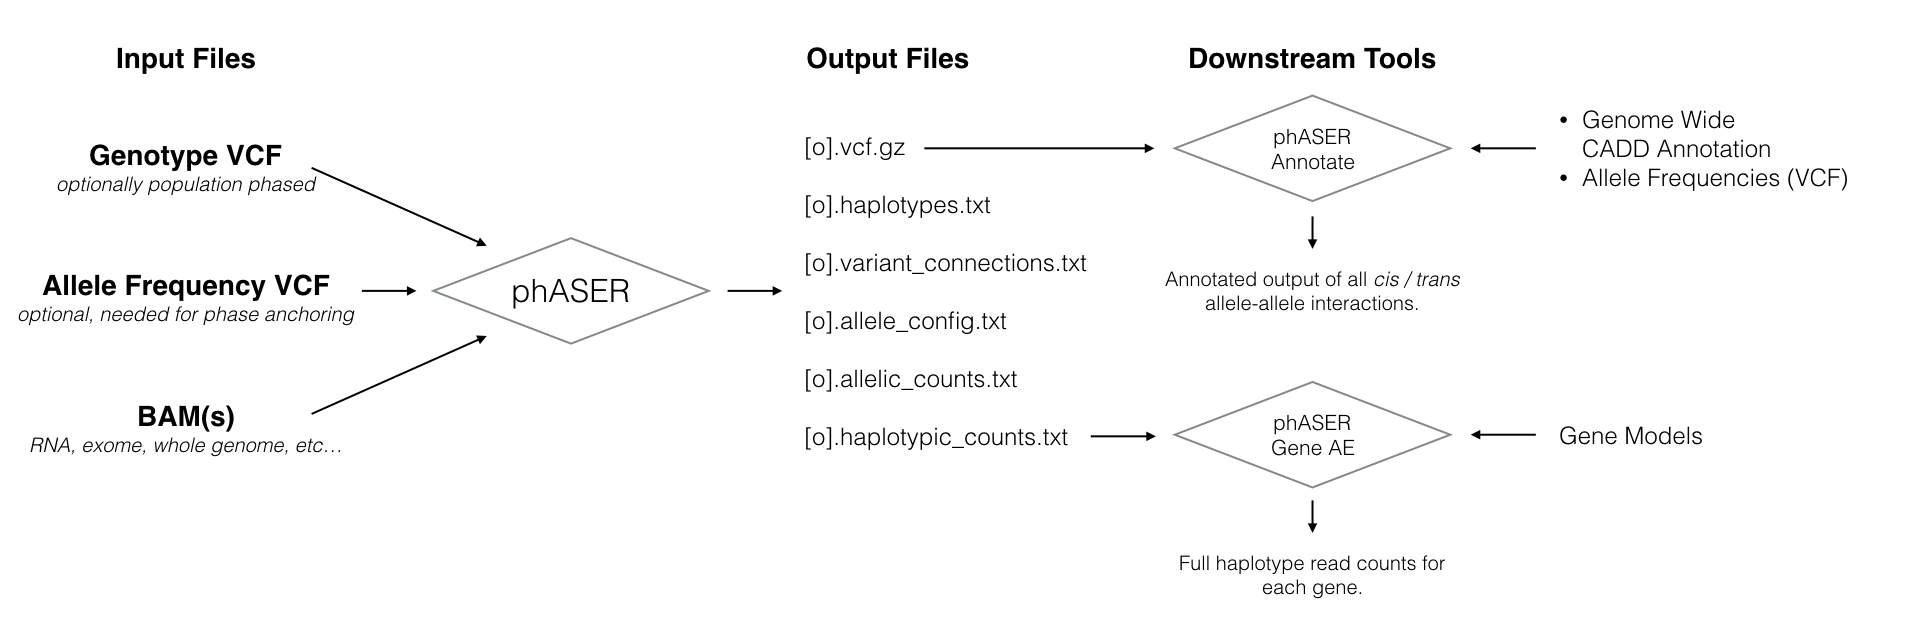 Input Files
Genotype VCF
optionally population phased
Allele Frequency VCF
optional, needed for phase anchoring
BAM(s)
RNA, exome, whole genome, etc…
phASER
Output Files
[o].vcf.gz
[o].haplotypes.txt
[o].variant_connections.txt
[o].allele_config.txt
[o].allelic_counts.txt
[o].haplotypic_counts.txt
Downstream Tools
phASER
Annotate
• Genome Wide
CADD Annotation
• Allele Frequencies (VCF)
Annotated output of all cis / trans
allele-allele interactions.
phASER
Gene AE
Gene Models
Full haplotype read counts for
each gene.